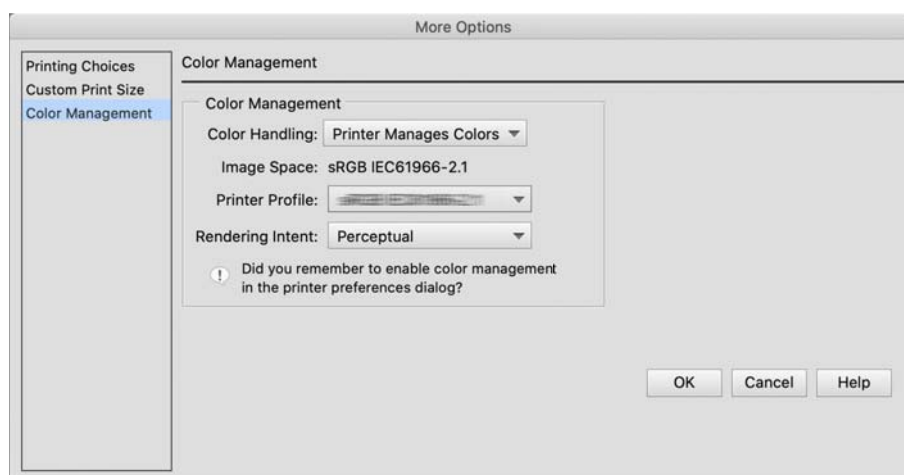 More Options
Printing Choices
Custom Print Size
Color Management
Color Management
Color Management
Color Handling: Printer Manages Colors
Image Space: sRGB IEC61966-2.1
Printer Profile:
Rendering Intent: Perceptual
Did you remember to enable color management
in the printer preferences dialog?
OK Cancel Help